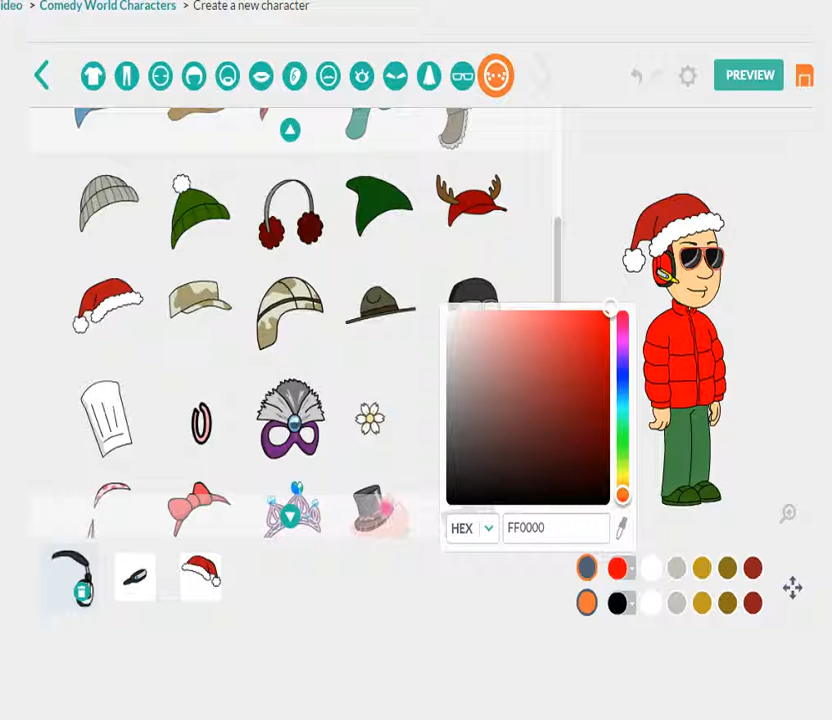 ideo > Comedy World Characters > Create a new character
PREVIEW
HEX FF0000